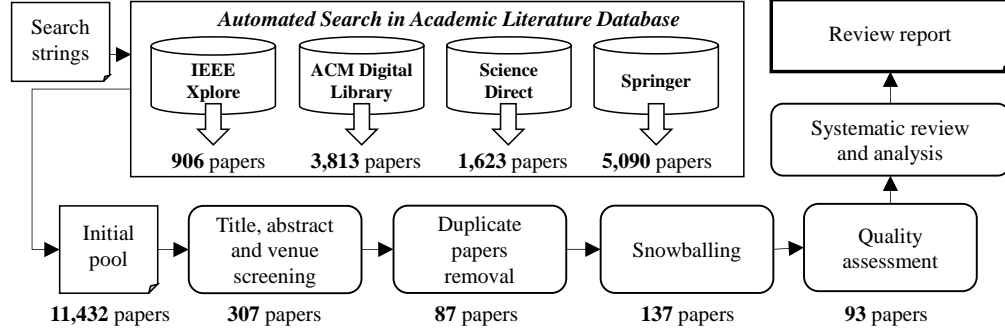 Search
strings
Automated Search in Academic Literature Database
IEEE
Xplore
ACM Digital
Library
Science
Direct
Springer
906 papers
3,813 papers
1,623 papers
5,090 papers
Review report
Systematic review
and analysis
Initial
pool
Title, abstract
and venue
screening
Duplicate
papers
removal
Snowballing
Quality
assessment
11,432 papers
307 papers
87 papers
137 papers
93 papers